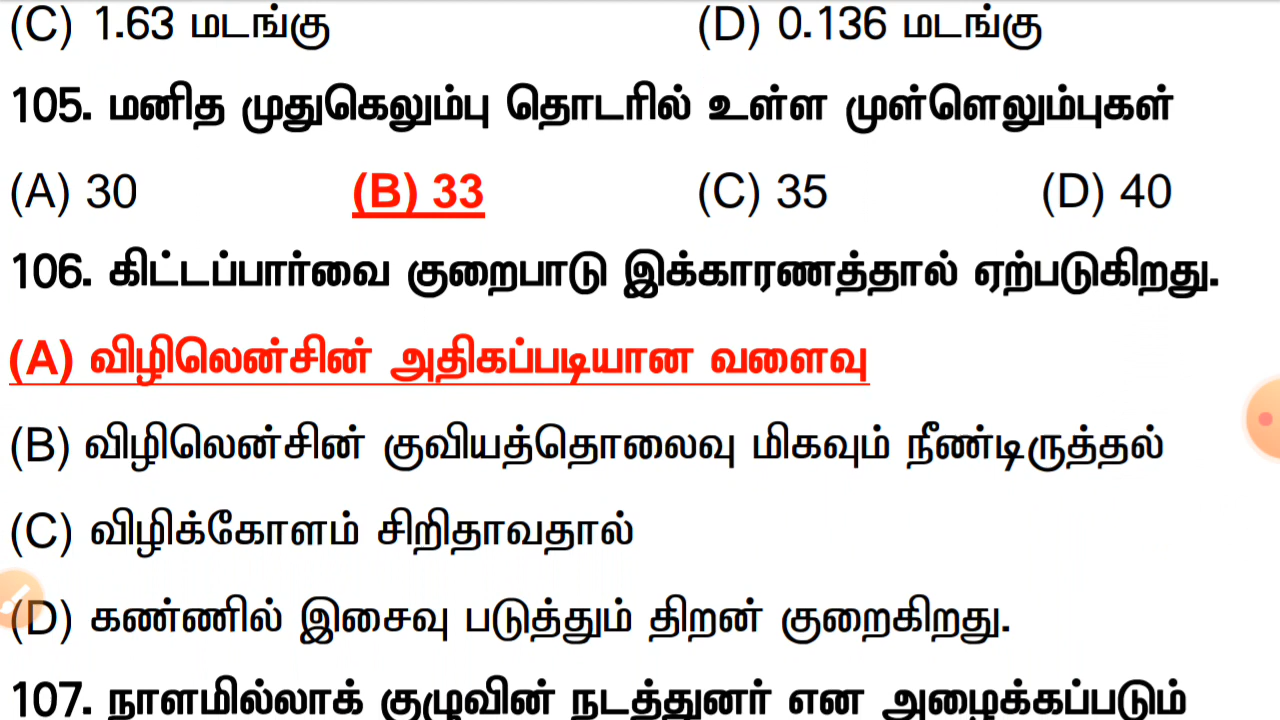 (C) 1.63 மடங்கு (D) 0.136 மடங்கு
105. மனித முதுகெலும்பு தொடரில் உள்ள முள்ளெலும்புகள்
(A) 30 (B) 33 (C) 35 (D) 40
106. கிட்டப்பார்வை குறைபாடு இக்காரணத்தால் ஏற்படுகிறது.
(A) விழிலென்சின் அதிகப்படியான வளைவு
(B) விழிலென்சின் குவியத்தொலைவு மிகவும் நீண்டிருத்தல்
(C) விழிக்கோளம் சிறிதாவதால்
(D) கண்ணில் இசைவு படுத்தும் திறன் குறைகிறது.
107. நாளமில்லாக் குழுவின் நடத்துனர் என அழைக்கப்படும்